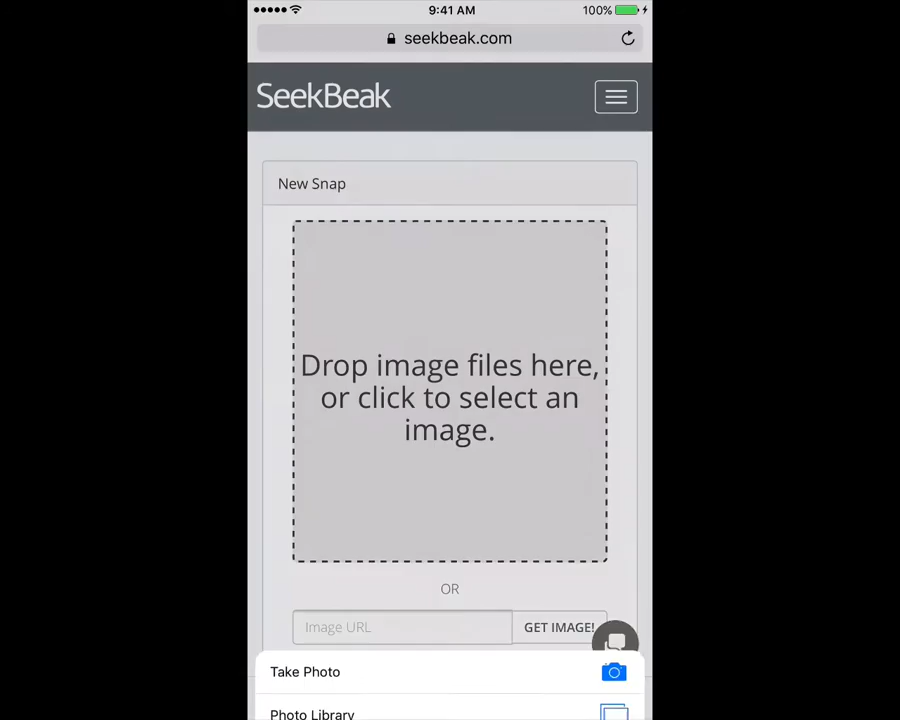 9:41 AM
100%
seekbeak.com
SeekBeak
New Snap
Drop image files here,
or click to select an
image.
OR
Image URL
GET IMAGE!
Take Photo
Photo Library